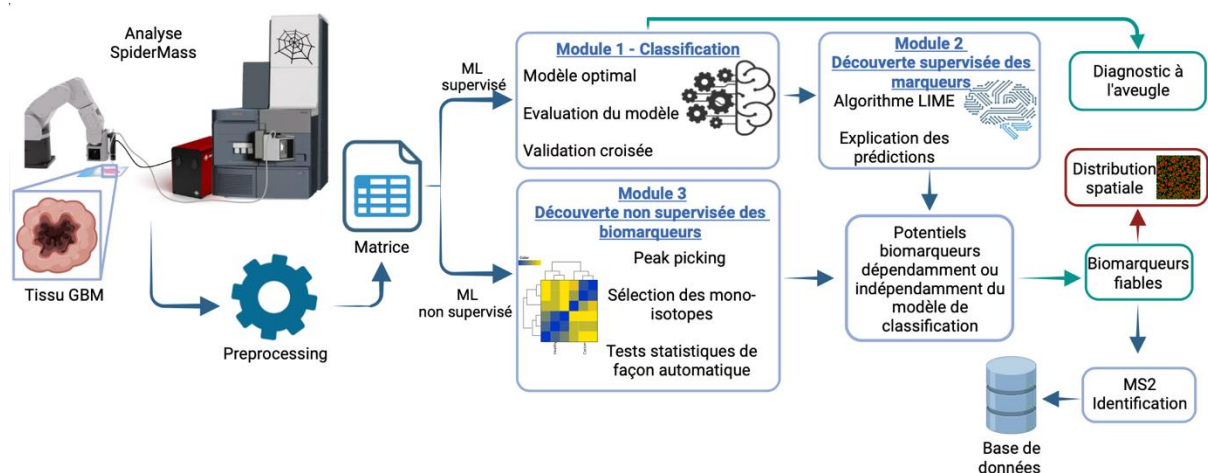 Analyse
SpiderMass
Tissu GBM
Preprocessing
Matrice
ML
supervisé
ML
non supervisé
Module 1 - Classification
Modèle optimal
Evaluation du modèle
Validation croisée
Module 2
Découverte supervisée des
marqueurs
Algorithme LIME
Explication des
prédictions
Module 3
Découverte non supervisée des
biomarqueurs
Peak picking
Sélection des mono-
isotopes
Tests statistiques de
façon automatique
Potentiels
biomarqueurs
dépendamment ou
indépendamment du
modèle de
classification
Diagnostic à
l'aveugle
Distribution
spatiale
Biomarqueurs
fiables
MS2
Identification
Base de
données